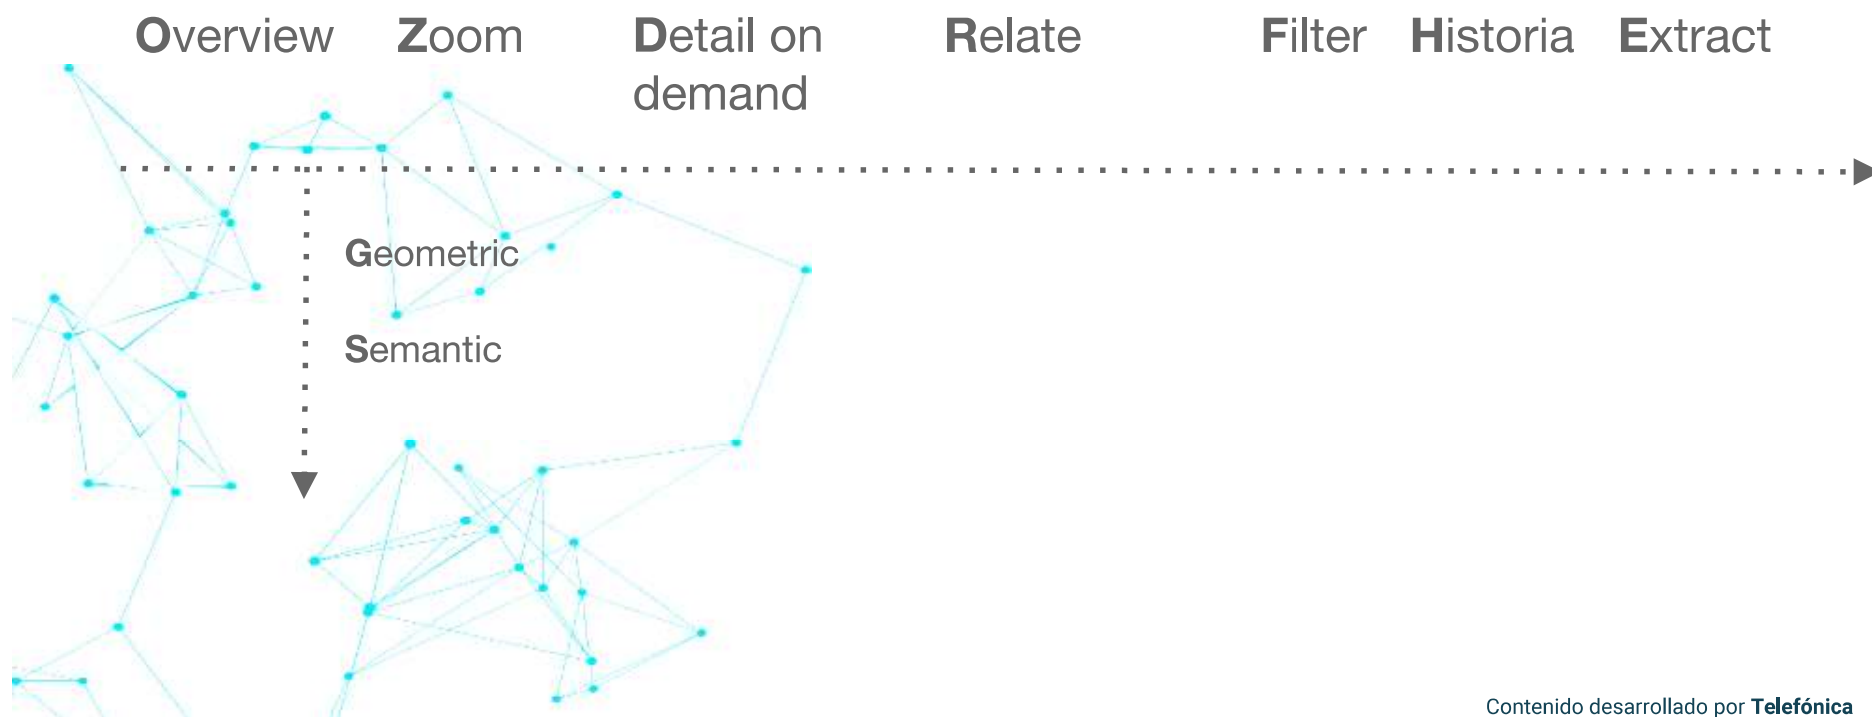 Overview Zoom Detail on demand Relate Filter Historia Extract
Geometric
Semantic
Contenido desarrollado por Telefónica